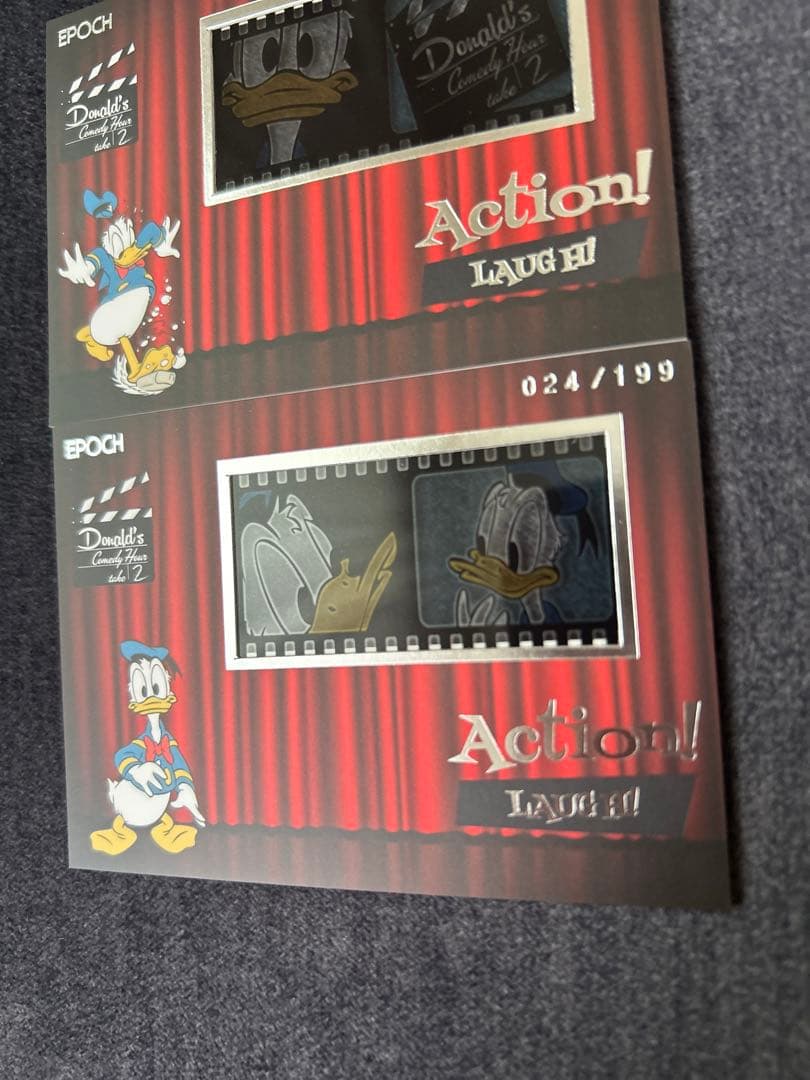 EPOCH
Donald's
Comedy Hour
take 2
Donald's
Comedy Hour
take 2
Action!
LAUGH!
024/199
EPOCH
Donald's
Comedy Hour
take 2
Action!
LAUGH!